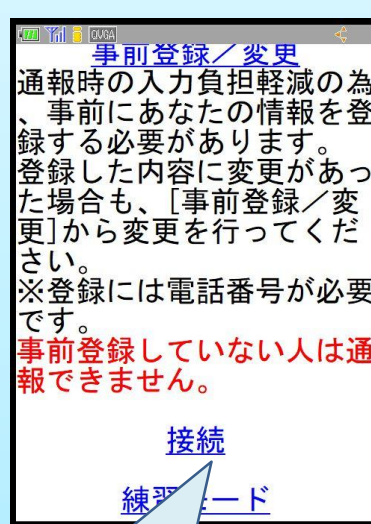 QVGA
事前登録／変更
通報時の入力負担軽減の為
、事前にあなたの情報を登
録する必要があります。
登録した内容に変更があっ
た場合も、[事前登録／変
更]から変更を行ってくだ
さい。
※登録には電話番号が必要
です。
事前登録していない人は通
報できません。
接続
練習モード